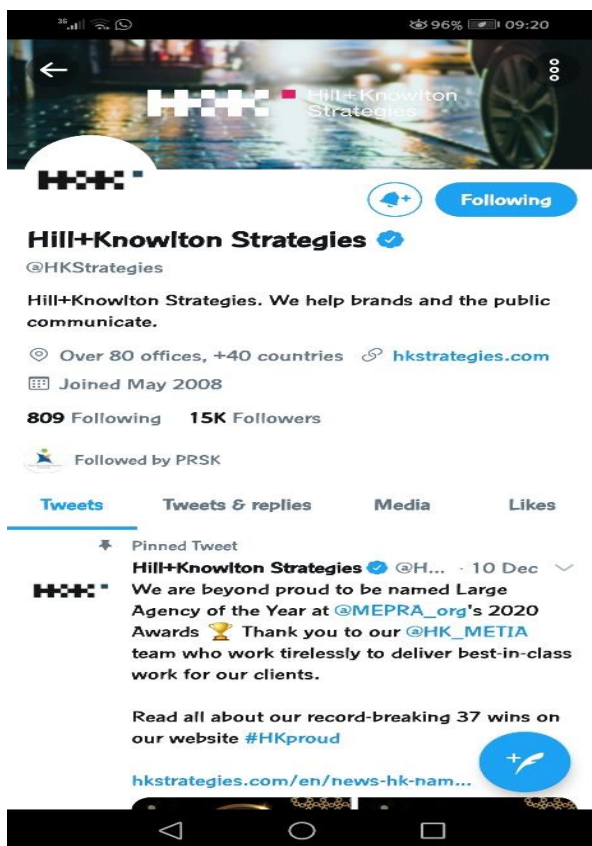 3G 96% 09:20
Hill+Knowlton
Strategies
H+K
Following
Hill+Knowlton Strategies
@HKStrategies
Hill+Knowlton Strategies. We help brands and the public
communicate.
Over 80 offices, +40 countries hkstrategies.com
Joined May 2008
809 Following 15K Followers
Followed by PRSK
Tweets Tweets & replies Media Likes
Pinned Tweet
Hill+Knowlton Strategies @H... · 10 Dec
We are beyond proud to be named Large
Agency of the Year at @MEPRA_org's 2020
Awards 🏆 Thank you to our @HK_METIA
team who work tirelessly to deliver best-in-class
work for our clients.
Read all about our record-breaking 37 wins on
our website #HKproud
hkstrategies.com/en/news-hk-nam...